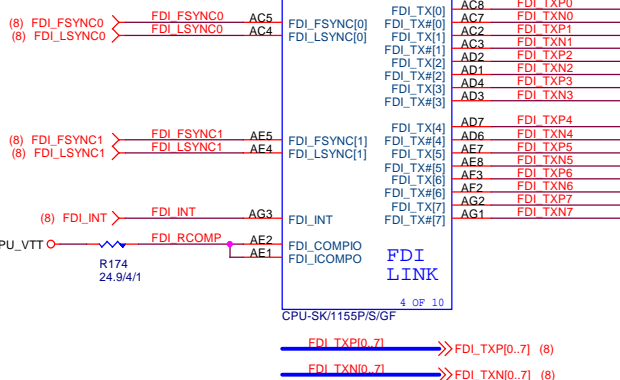 AC8 FDI_TXP0
FDI_TX[0]
(8) FDI_FSYNC0 FDI_FSYNC0 AC5 FDI_FSYNC[0] FDI_TX#[0] AC7 FDI_TXN0
(8) FDI_LSYNC0 FDI_LSYNC0 AC4 FDI_LSYNC[0] FDI_TX[1] AC2 FDI_TXP1
FDI_TX#[1] AC3 FDI_TXN1
FDI_TX[2] AD2 FDI_TXP2
FDI_TX#[2] AD1 FDI_TXN2
FDI_TX[3] AD4 FDI_TXP3
FDI_TX#[3] AD3 FDI_TXN3
FDI_TX[4] AD7 FDI_TXP4
(8) FDI_FSYNC1 FDI_FSYNC1 AE5 FDI_FSYNC[1] FDI_TX#[4] AD6 FDI_TXN4
(8) FDI_LSYNC1 FDI_LSYNC1 AE4 FDI_LSYNC[1] FDI_TX[5] AE7 FDI_TXP5
FDI_TX#[5] AE8 FDI_TXN5
FDI_TX[6] AF3 FDI_TXP6
FDI_TX#[6] AF2 FDI_TXN6
FDI_TX[7] AG2 FDI_TXP7
(8) FDI_INT FDI_INT AG3 FDI_INT FDI_TX#[7] AG1 FDI_TXN7
PU_VTT FDI_RCOMP AE2 FDI_COMPIO
AE1 FDI_ICOMPO
R174
24.9/4/1
FDI
LINK
4 OF 10
CPU-SK/1155P/S/GF
FDI_TXP[0..7] FDI_TXP[0..7] (8)
FDI_TXN[0..7] FDI_TXN[0..7] (8)